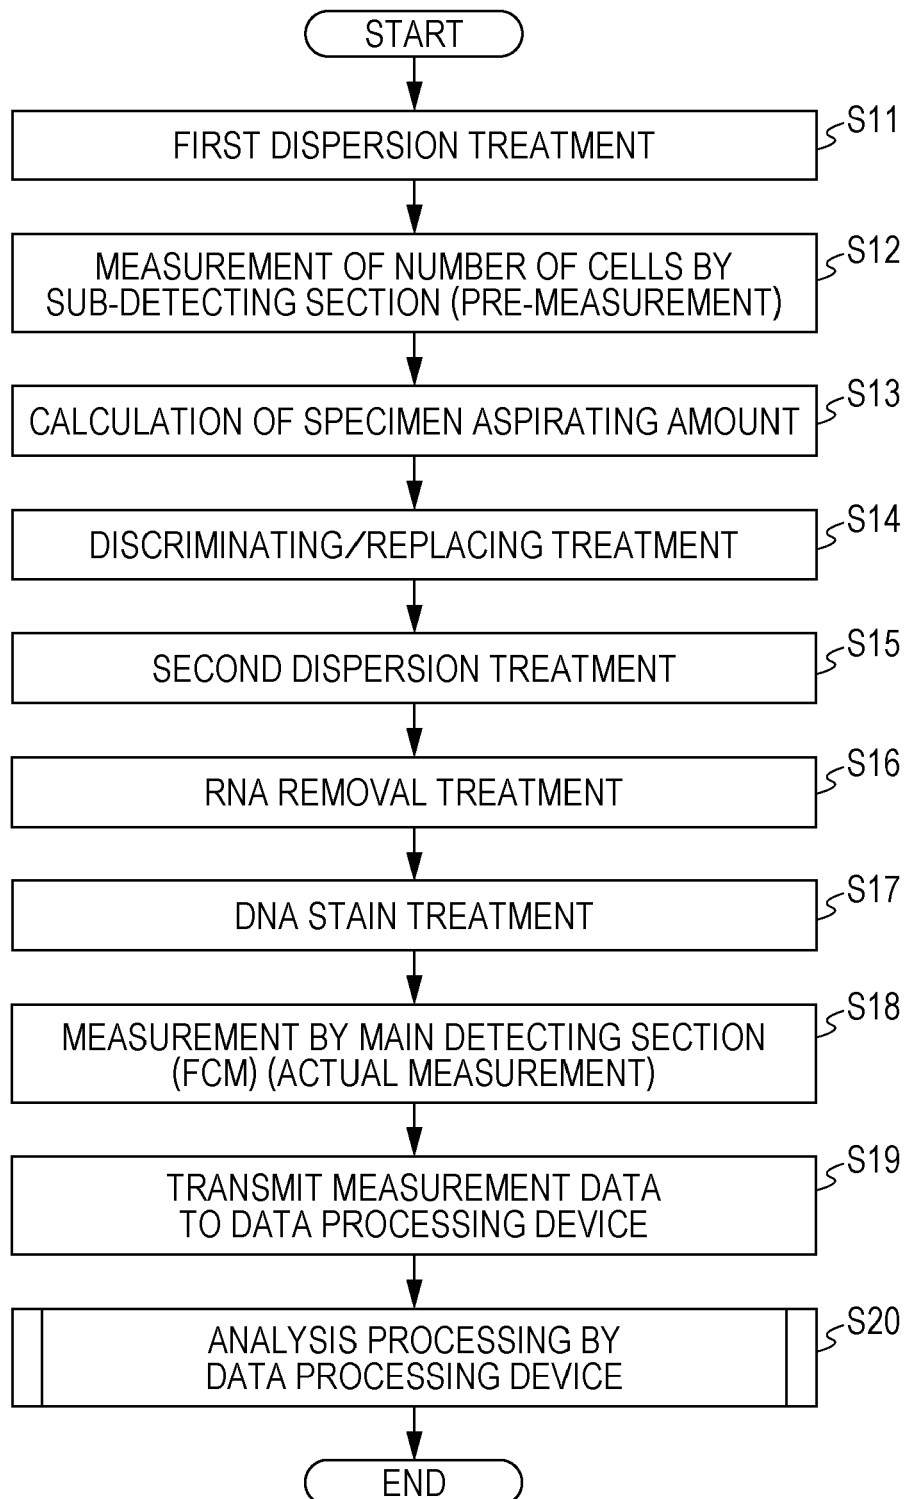 START
FIRST DISPERSION TREATMENT
S11
MEASUREMENT OF NUMBER OF CELLS BY
SUB-DETECTING SECTION (PRE-MEASUREMENT)
S12
CALCULATION OF SPECIMEN ASPIRATING AMOUNT
S13
DISCRIMINATING/REPLACING TREATMENT
S14
SECOND DISPERSION TREATMENT
S15
RNA REMOVAL TREATMENT
S16
DNA STAIN TREATMENT
S17
MEASUREMENT BY MAIN DETECTING SECTION
(FCM) (ACTUAL MEASUREMENT)
S18
TRANSMIT MEASUREMENT DATA
TO DATA PROCESSING DEVICE
S19
ANALYSIS PROCESSING BY
DATA PROCESSING DEVICE
S20
END